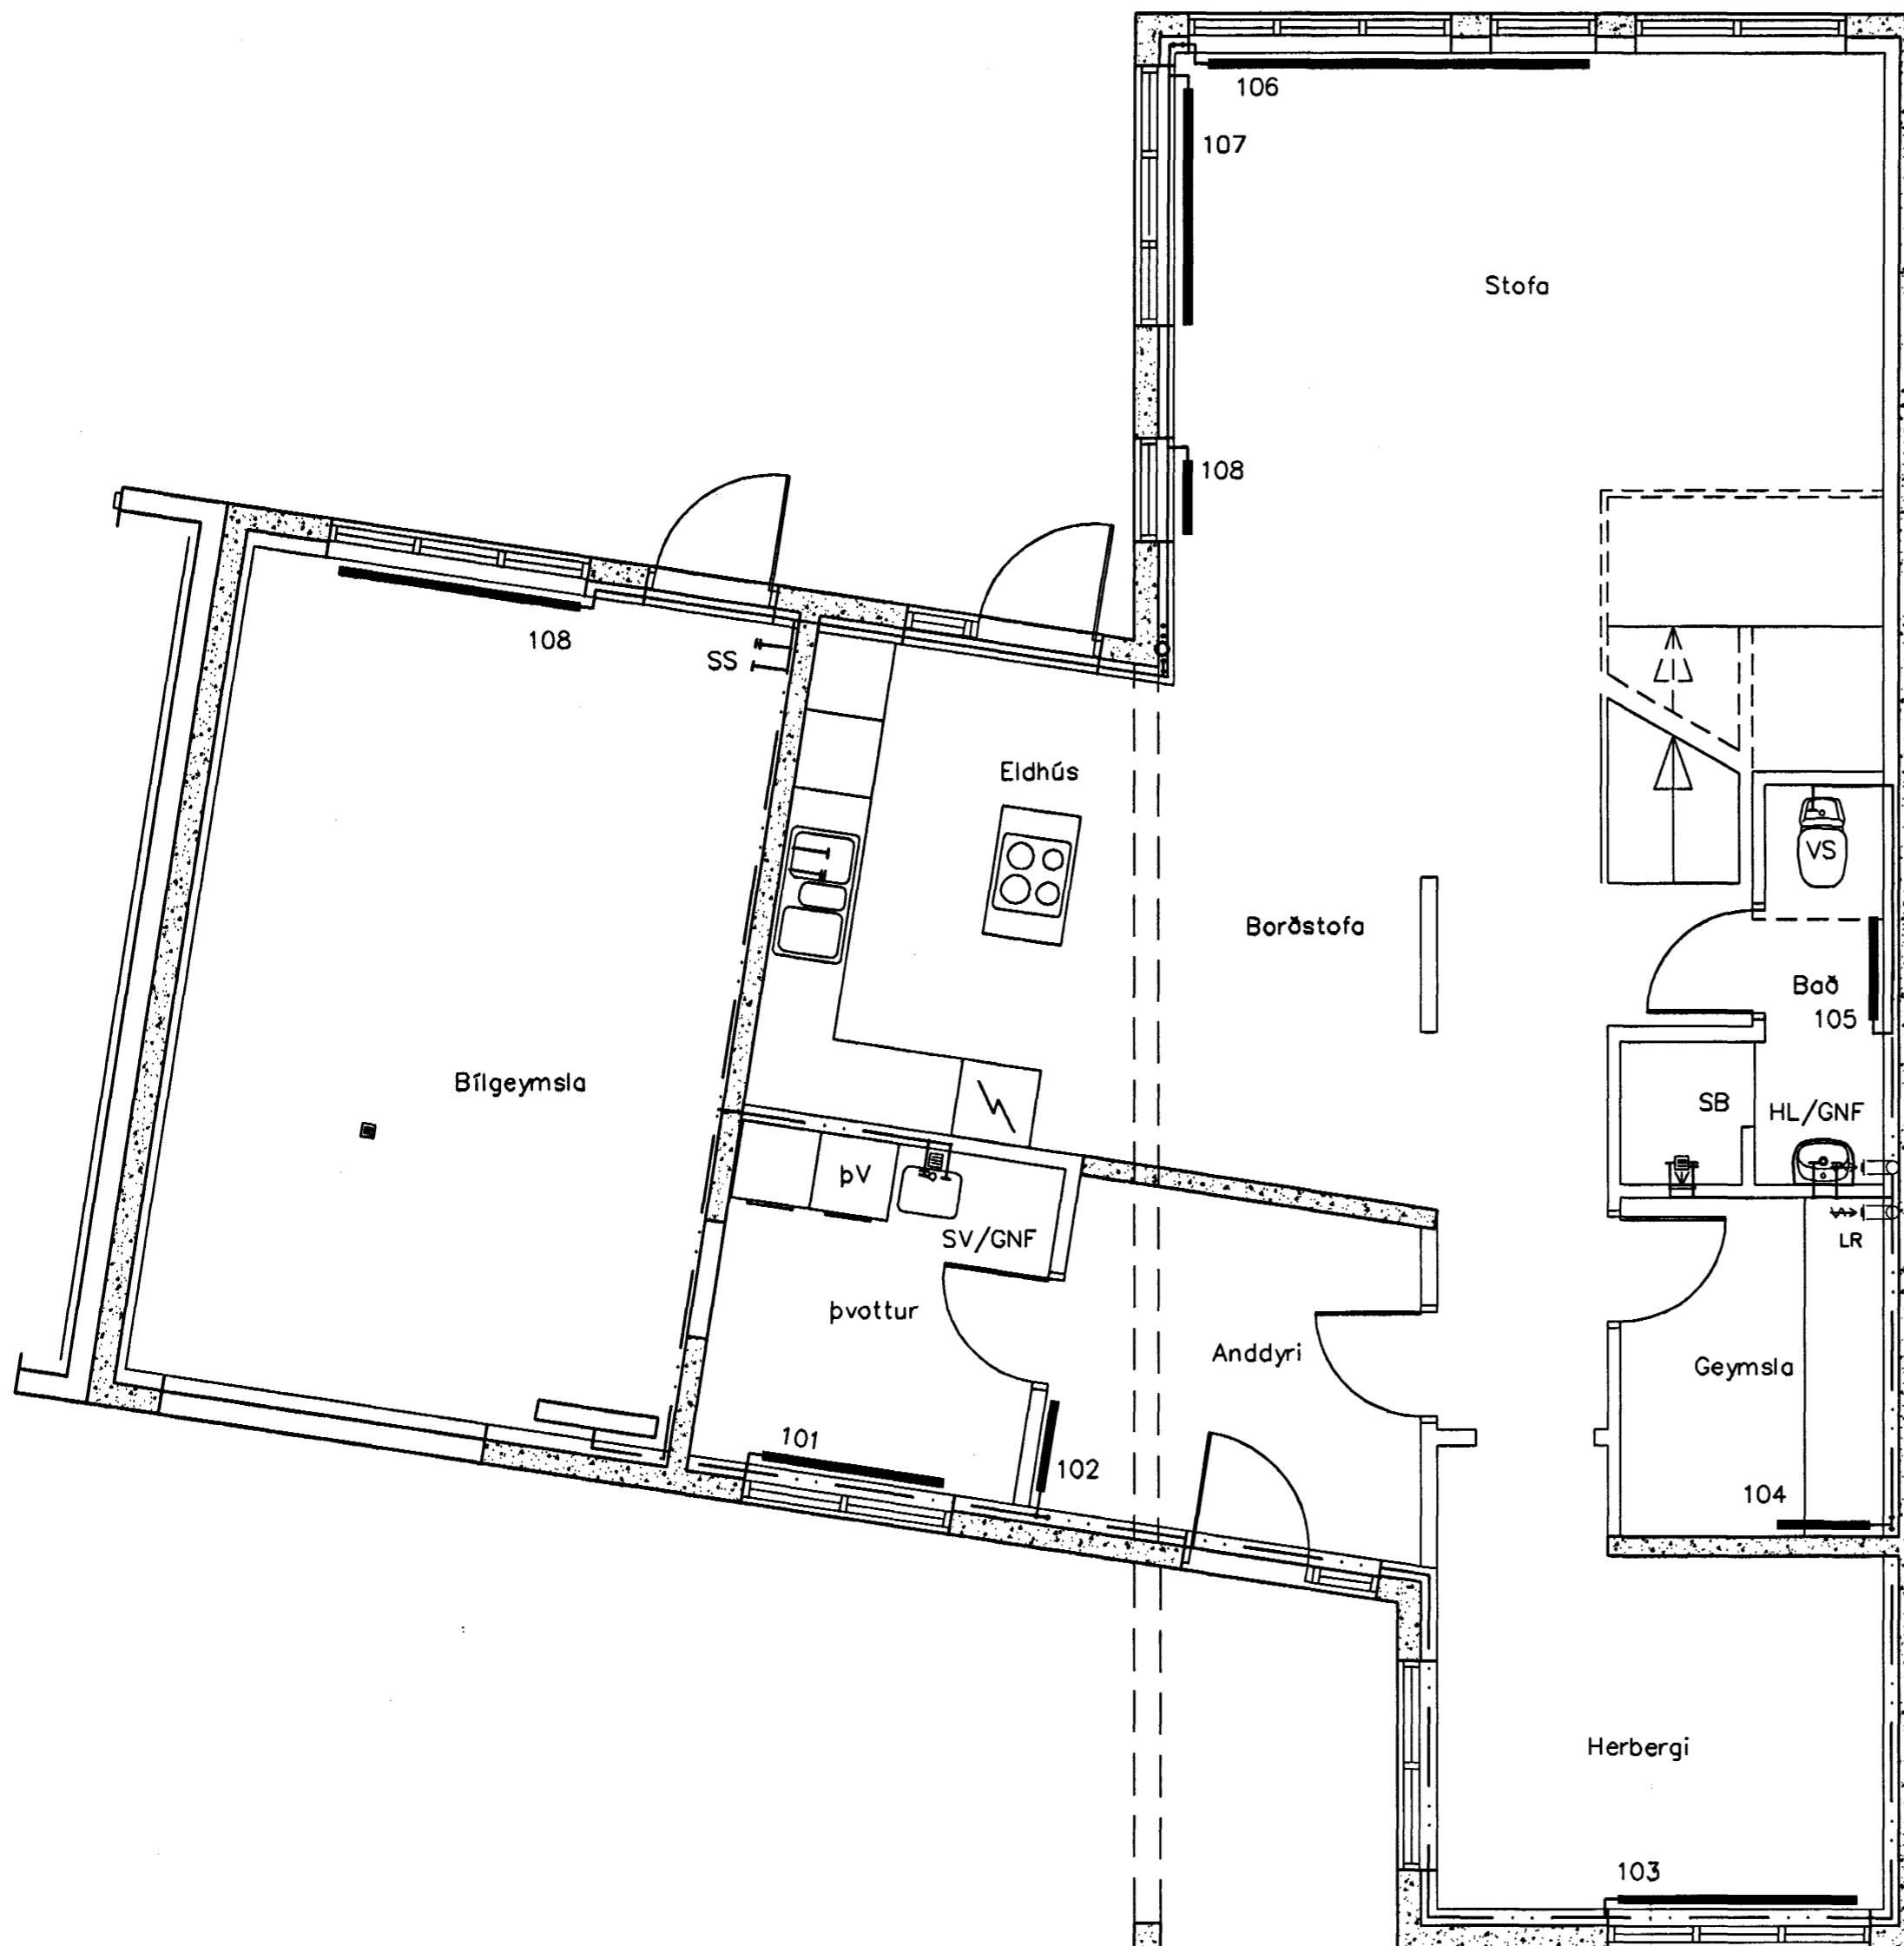 106
107
Stofa
108
108
SS
Eldhús
VS
Borðstofa
Bað
105
Bílgeymsla
SB
HL/GNF
þV
SV/GNF
LR
þvottur
Anddyri
Geymsla
101
102
104
Herbergi
103